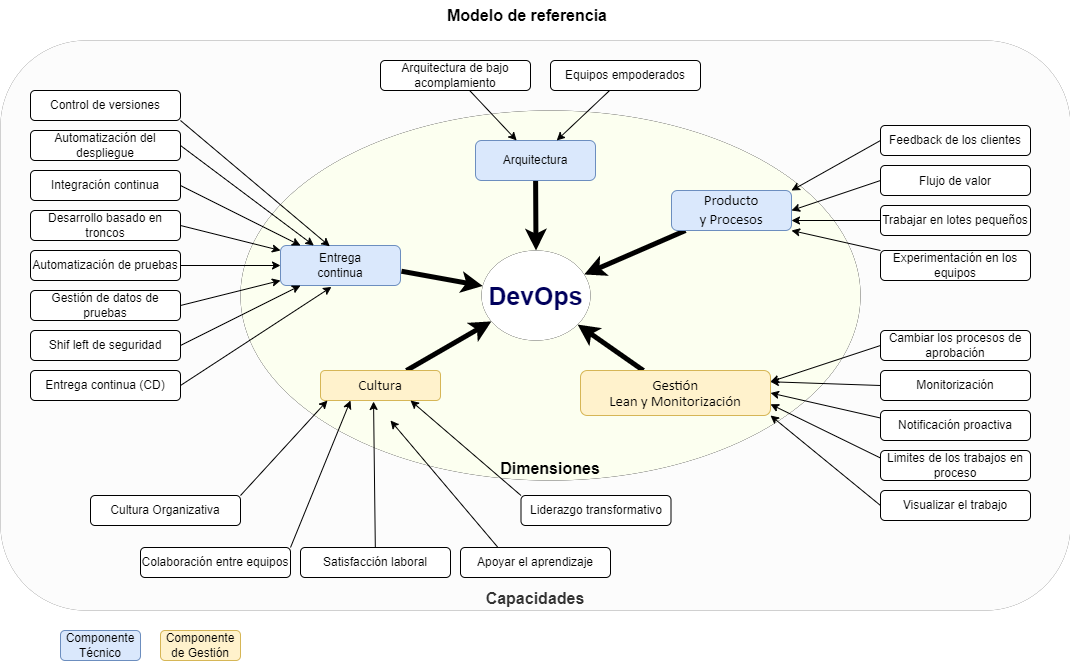 Modelo de referencia
Arquitectura de bajo
acomplamiento
Equipos empoderados
Control de versiones
Automatización del
despliegue
Integración continua
Desarrollo basado en
troncos
Automatización de pruebas
Gestión de datos de
pruebas
Shif left de seguridad
Entrega continua (CD)
Arquitectura
Producto
y Procesos
Entrega
continua
DevOps
Cultura
Gestión
Lean y Monitorización
Dimensiones
Feedback de los clientes
Flujo de valor
Trabajar en lotes pequeños
Experimentación en los
equipos
Cambiar los procesos de
aprobación
Monitorización
Notificación proactiva
Limites de los trabajos en
proceso
Visualizar el trabajo
Cultura Organizativa
Liderazgo transformativo
Colaboración entre equipos
Satisfacción laboral
Apoyar el aprendizaje
Capacidades
Componente
Técnico
Componente
de Gestión